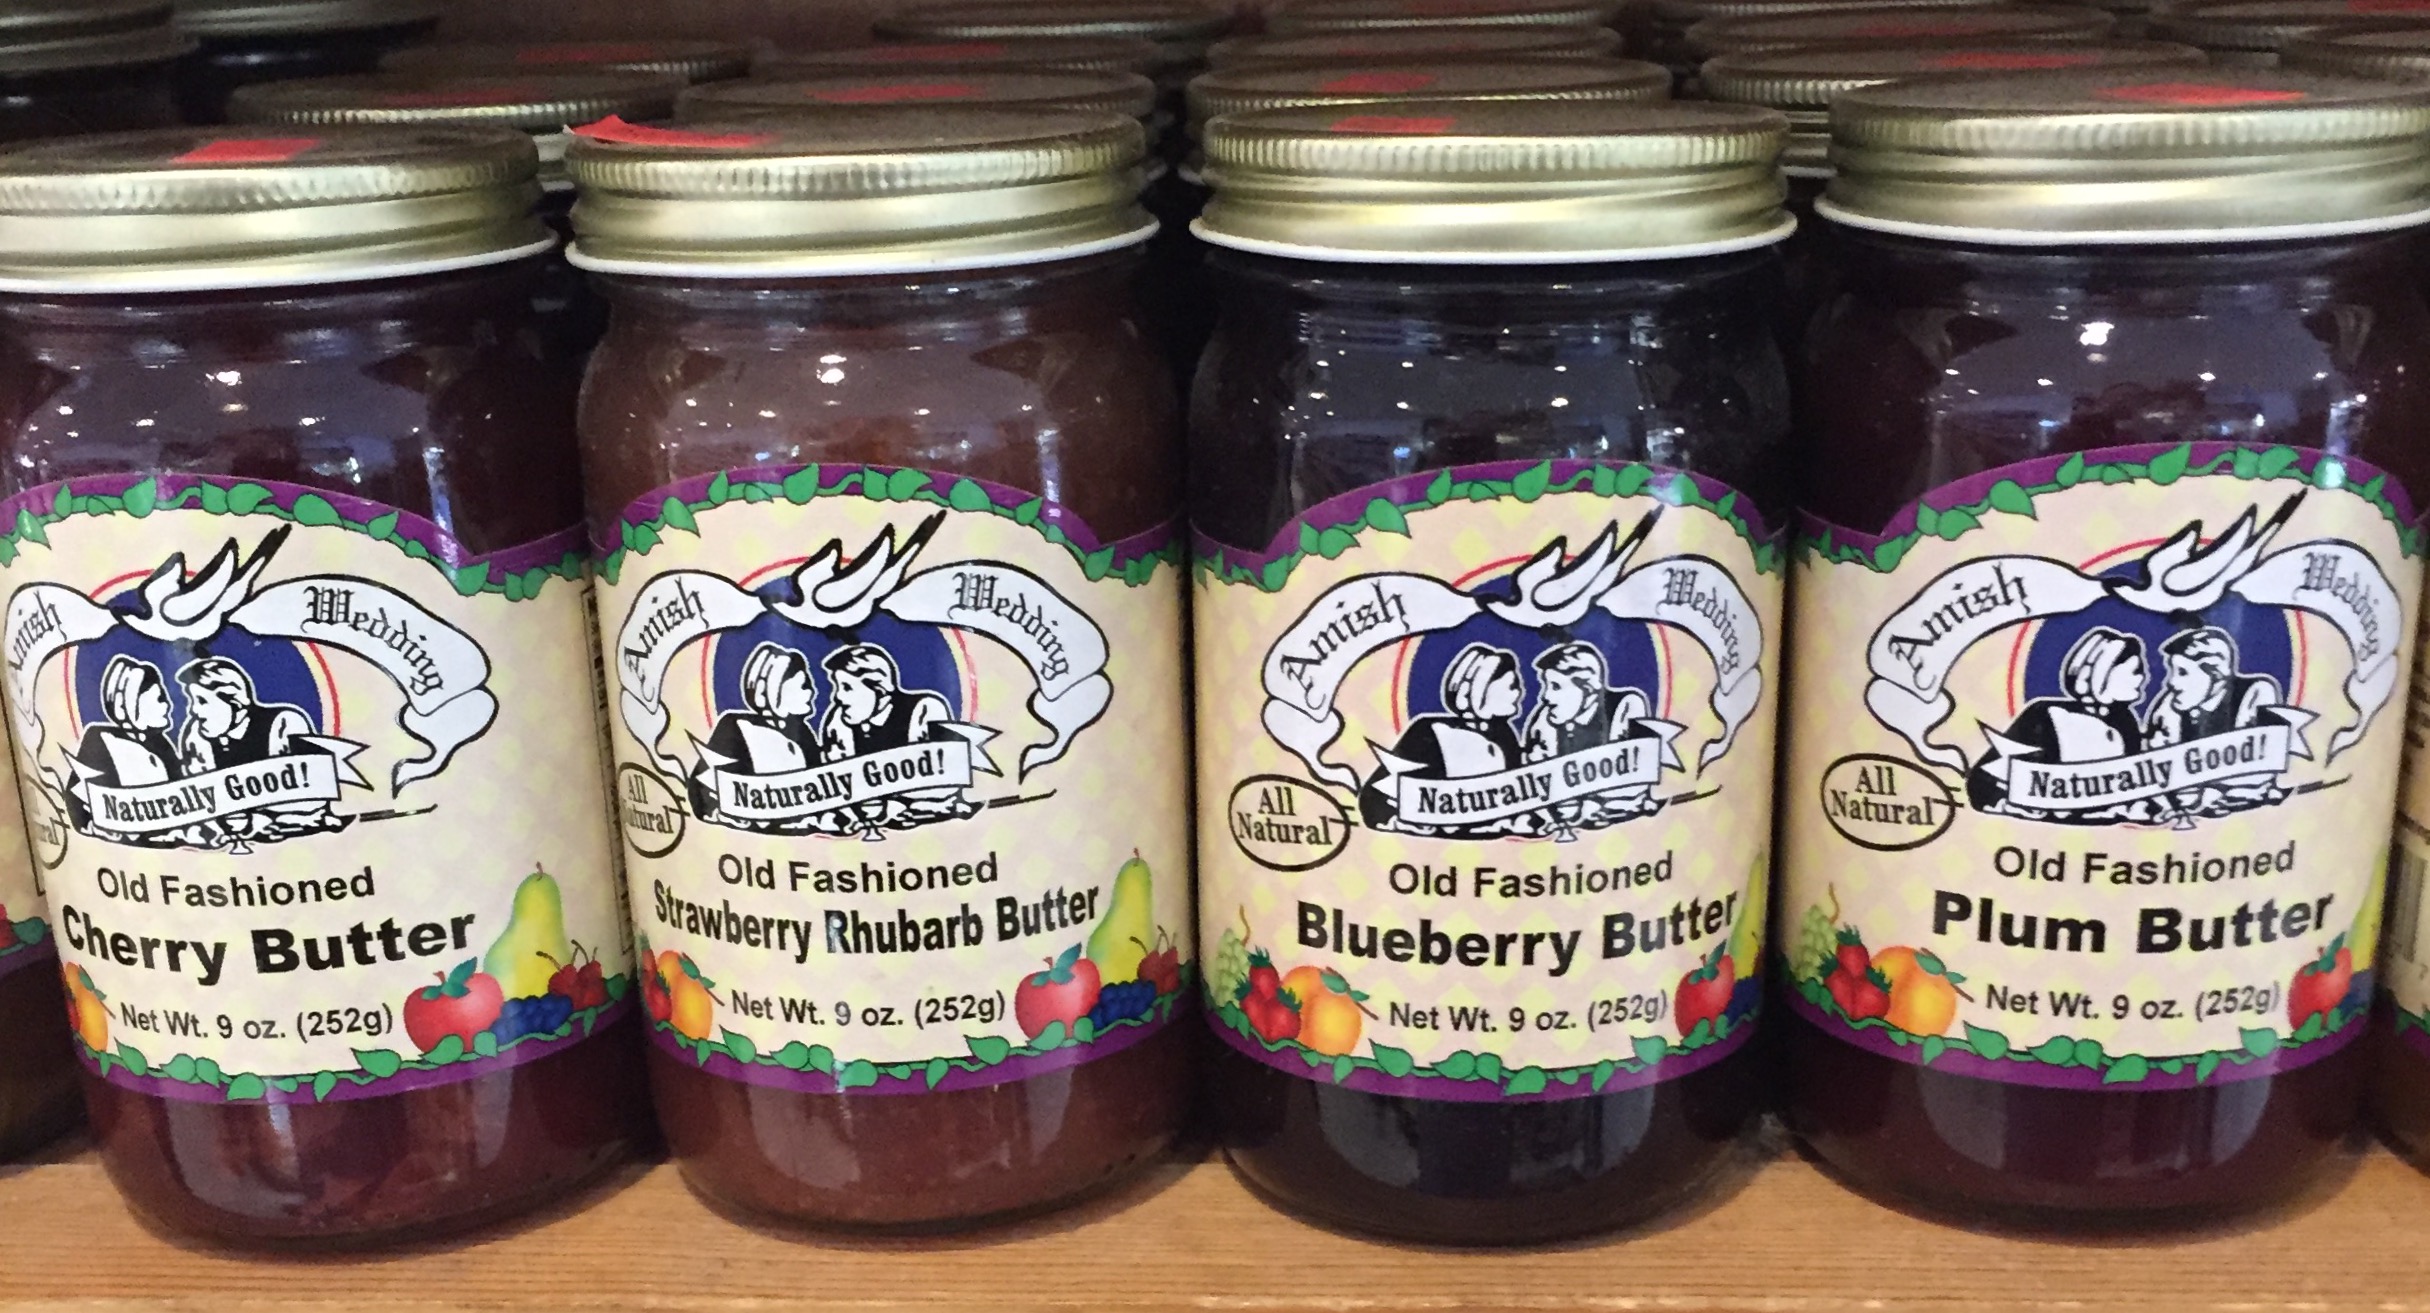 Amish Wedding
Naturally Good!
Old Fashioned
Cherry Butter
Net Wt. 9 oz. (252g)
Amish Wedding
Naturally Good!
All
Natural
Old Fashioned
Strawberry Rhubarb Butter
Net Wt. 9 oz. (252g)
Amish Wedding
Naturally Good!
All
Natural
Old Fashioned
Blueberry Butter
Net Wt. 9 oz. (252g)
Amish Wedding
Naturally Good!
All
Natural
Old Fashioned
Plum Butter
Net Wt. 9 oz. (252g)